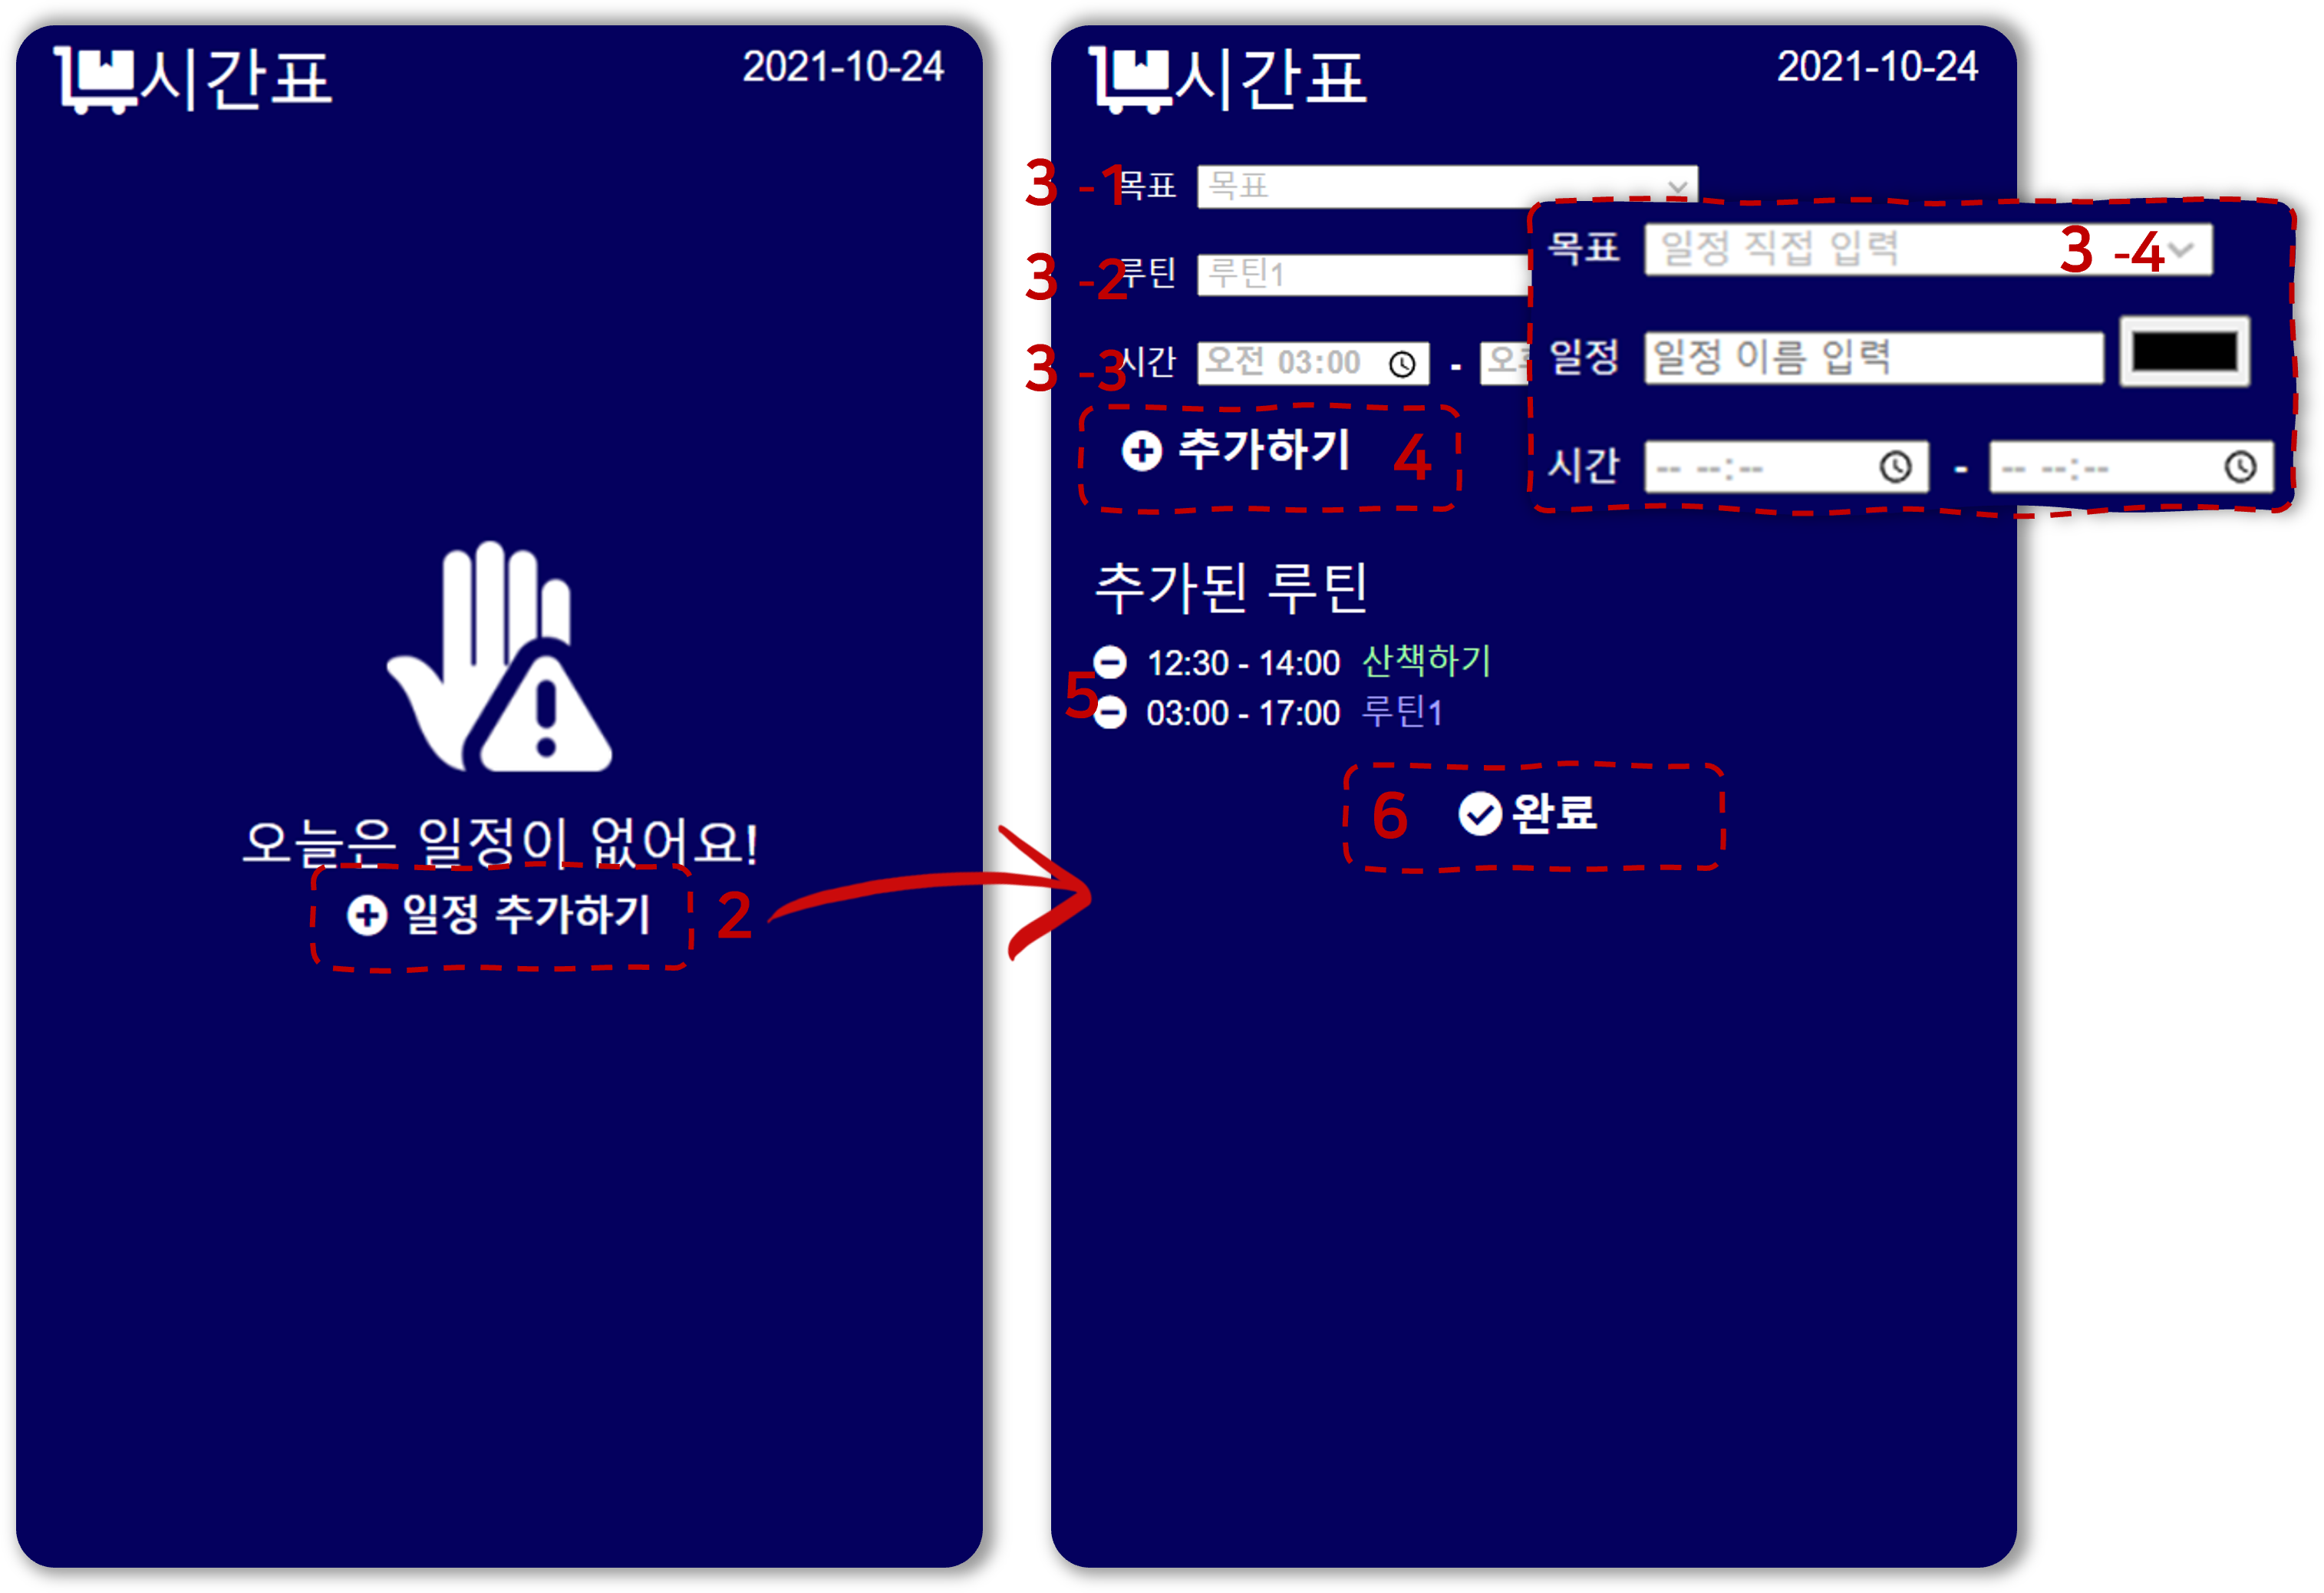 시간표
2021-10-24
오늘은 일정이 없어요!
일정 추가하기 2
시간표
2021-10-24
3 -1 목표 목표
3 -2 루틴 루틴1
3 -3 시간 오전 03:00 -
추가하기 4
목표 일정 직접 입력 3 -4
일정 일정 이름 입력
시간 -- --:-- - -- --:--
추가된 루틴
12:30 - 14:00 산책하기
5
03:00 - 17:00 루틴1
6 완료